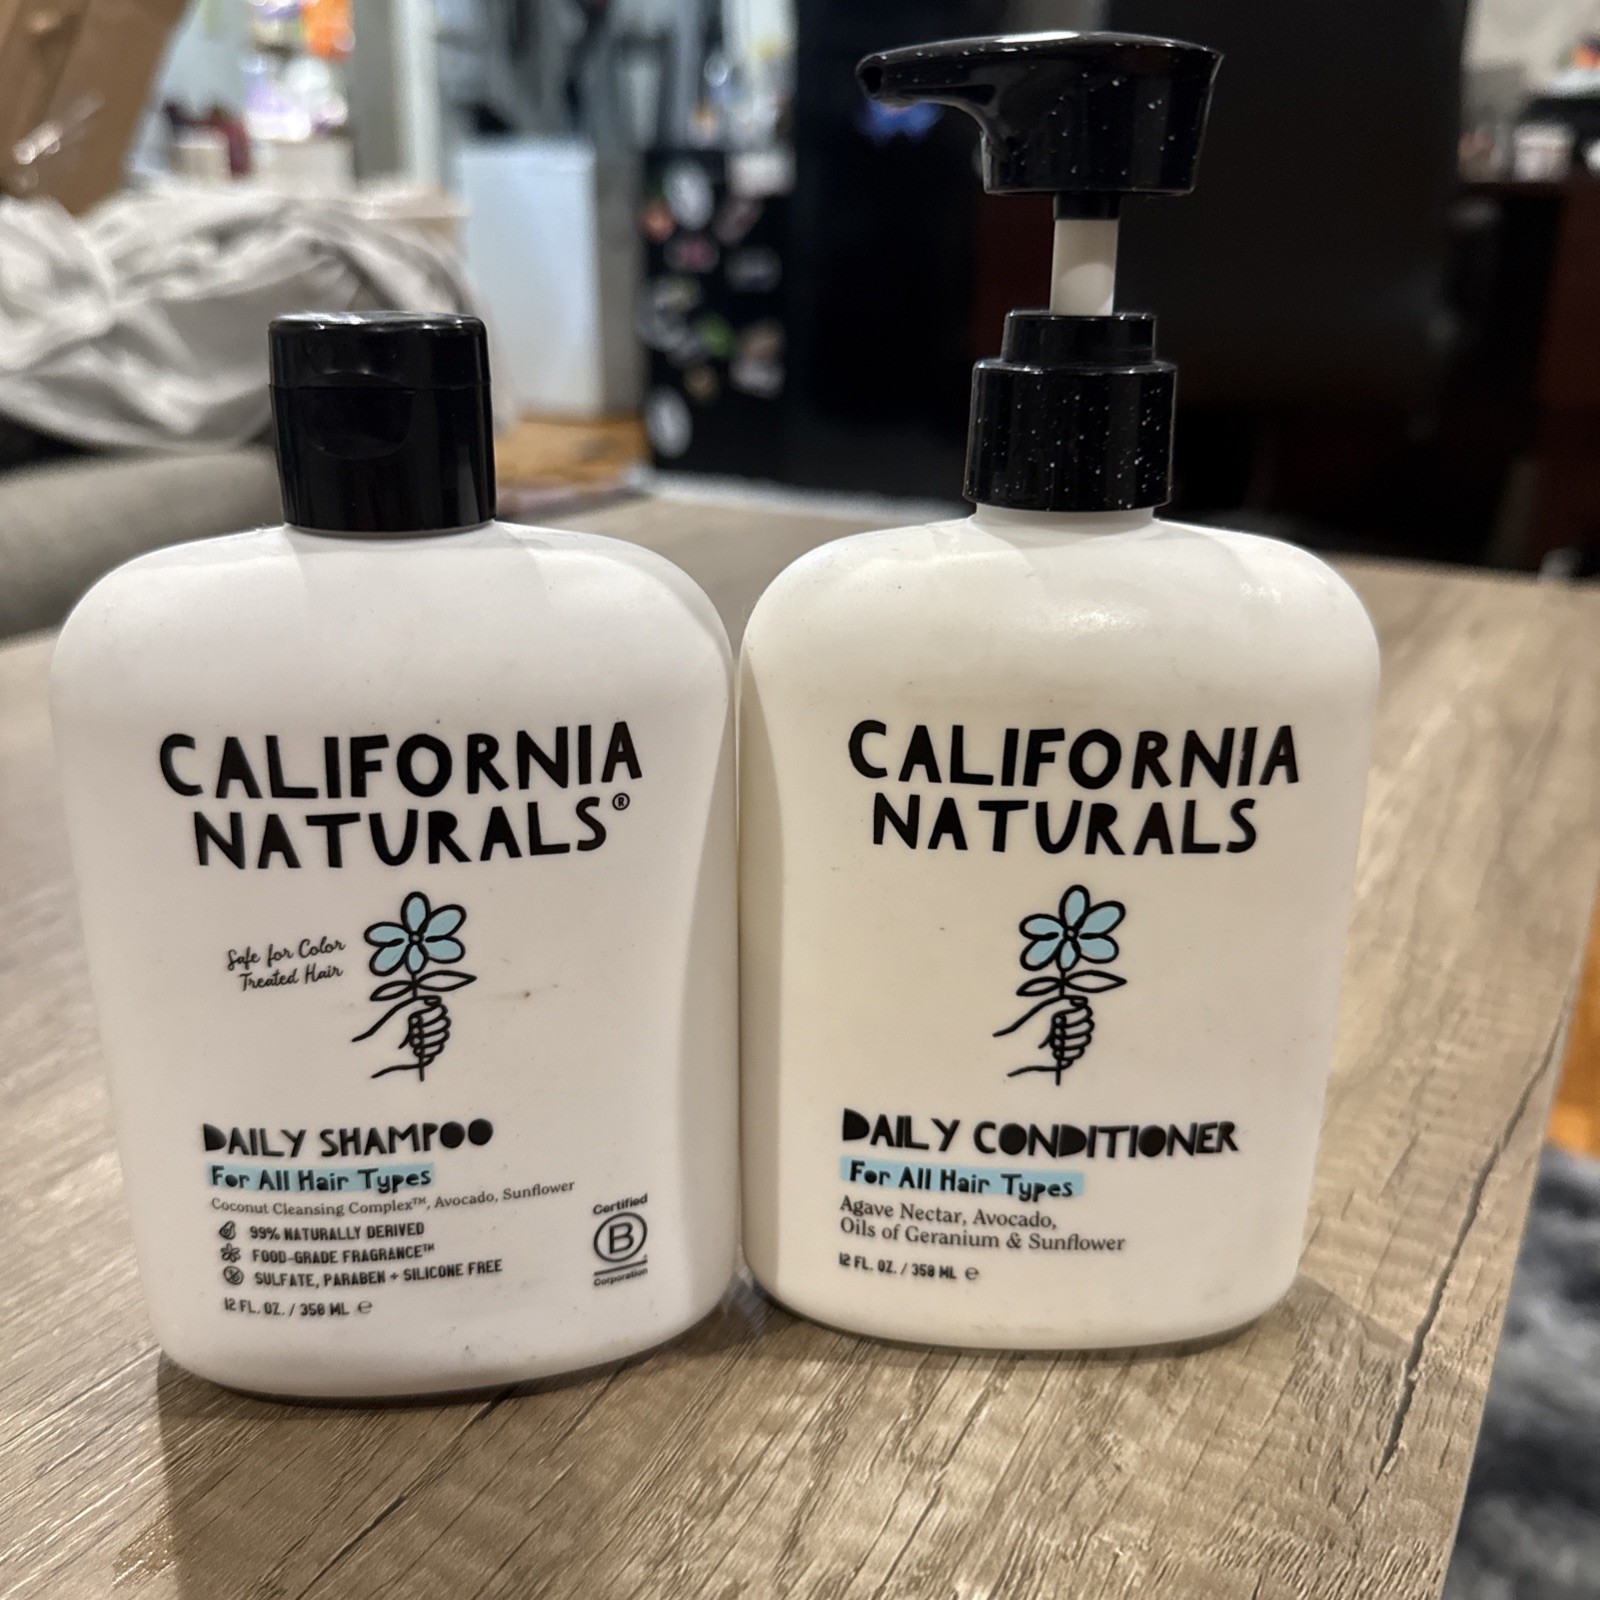 CALIFORNIA
NATURALS®
Safe for Color
Treated Hair
DAILY SHAMPOO
For All Hair Types
Coconut Cleansing Complex™, Avocado, Sunflower
99% NATURALLY DERIVED
FOOD-GRADE FRAGRANCE™
SULFATE, PARABEN + SILICONE FREE
12 FL. OZ. / 350 ML ℮
Certified
B
Corporation
CALIFORNIA
NATURALS
DAILY CONDITIONER
For All Hair Types
Agave Nectar, Avocado,
Oils of Geranium & Sunflower
12 FL. OZ. / 350 ML ℮